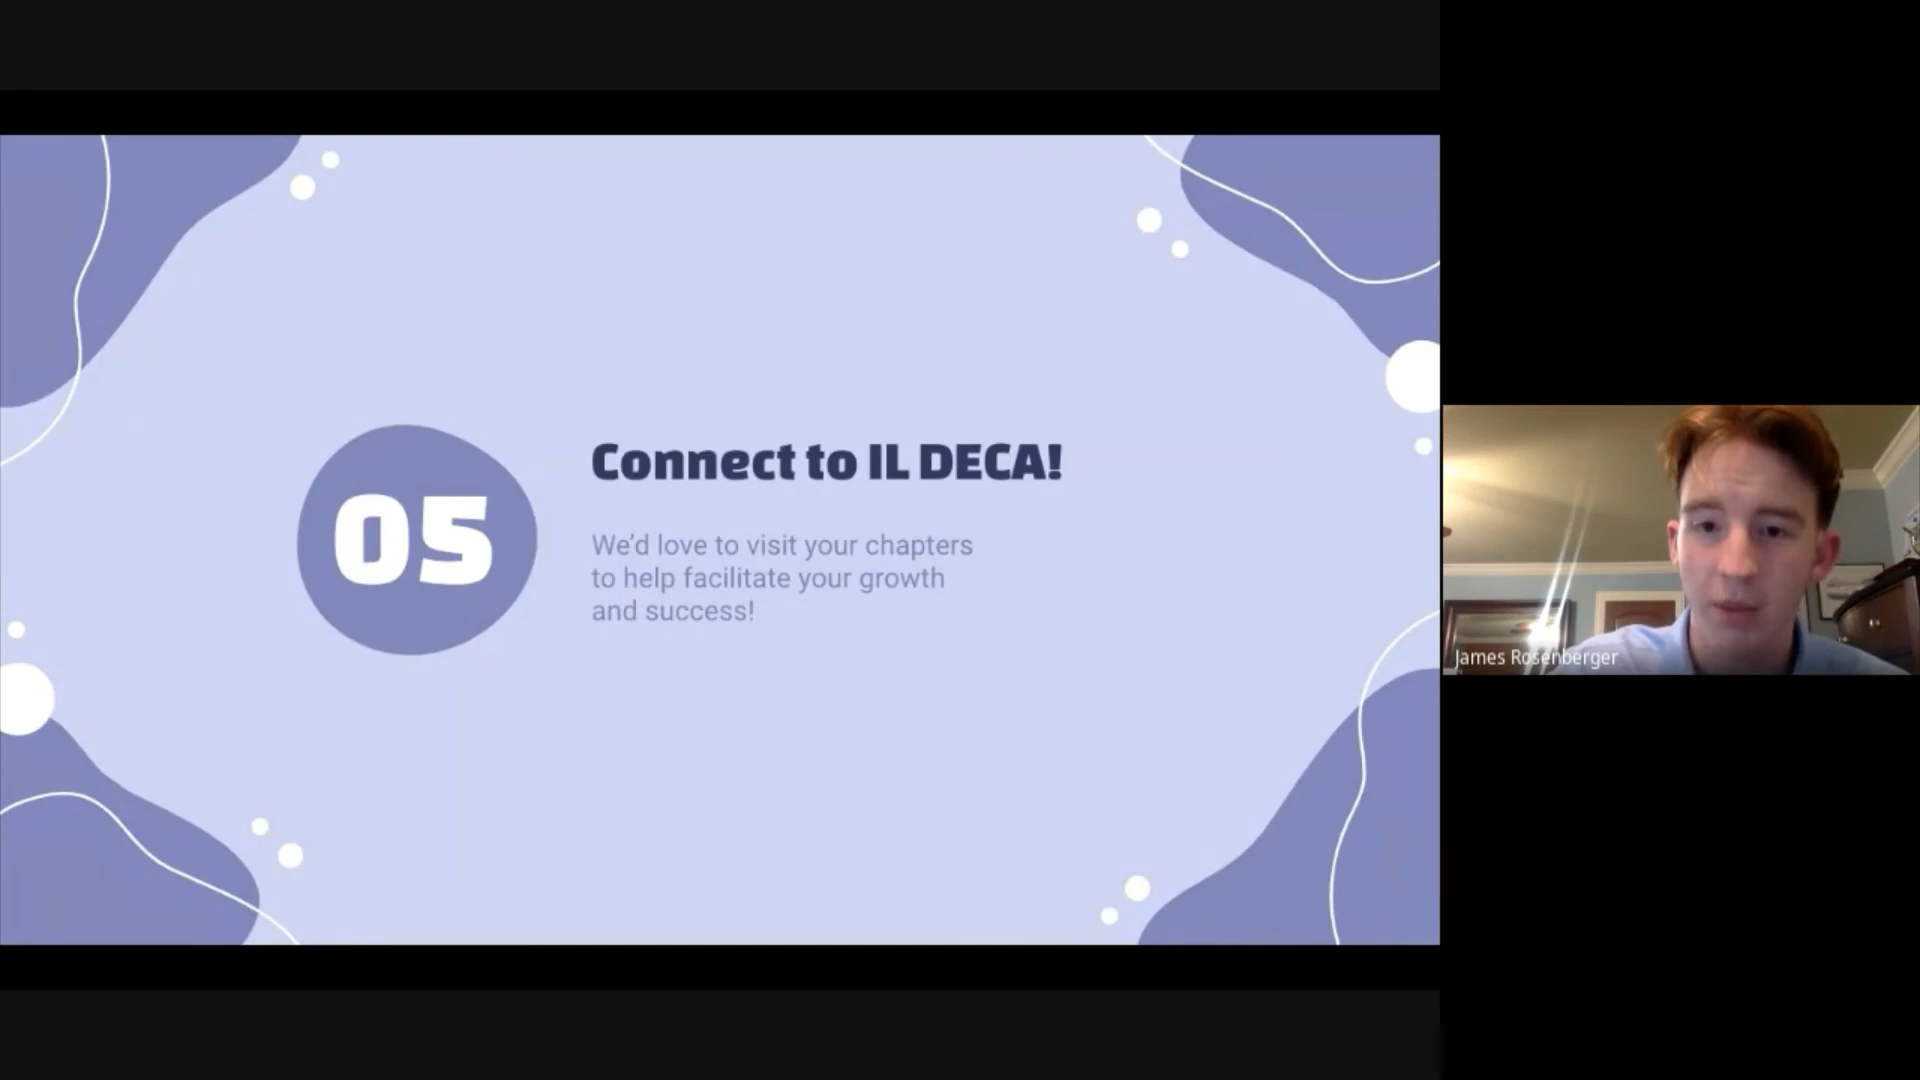 05
Connect to IL DECA!
We’d love to visit your chapters
to help facilitate your growth
and success!
James Rosenberger